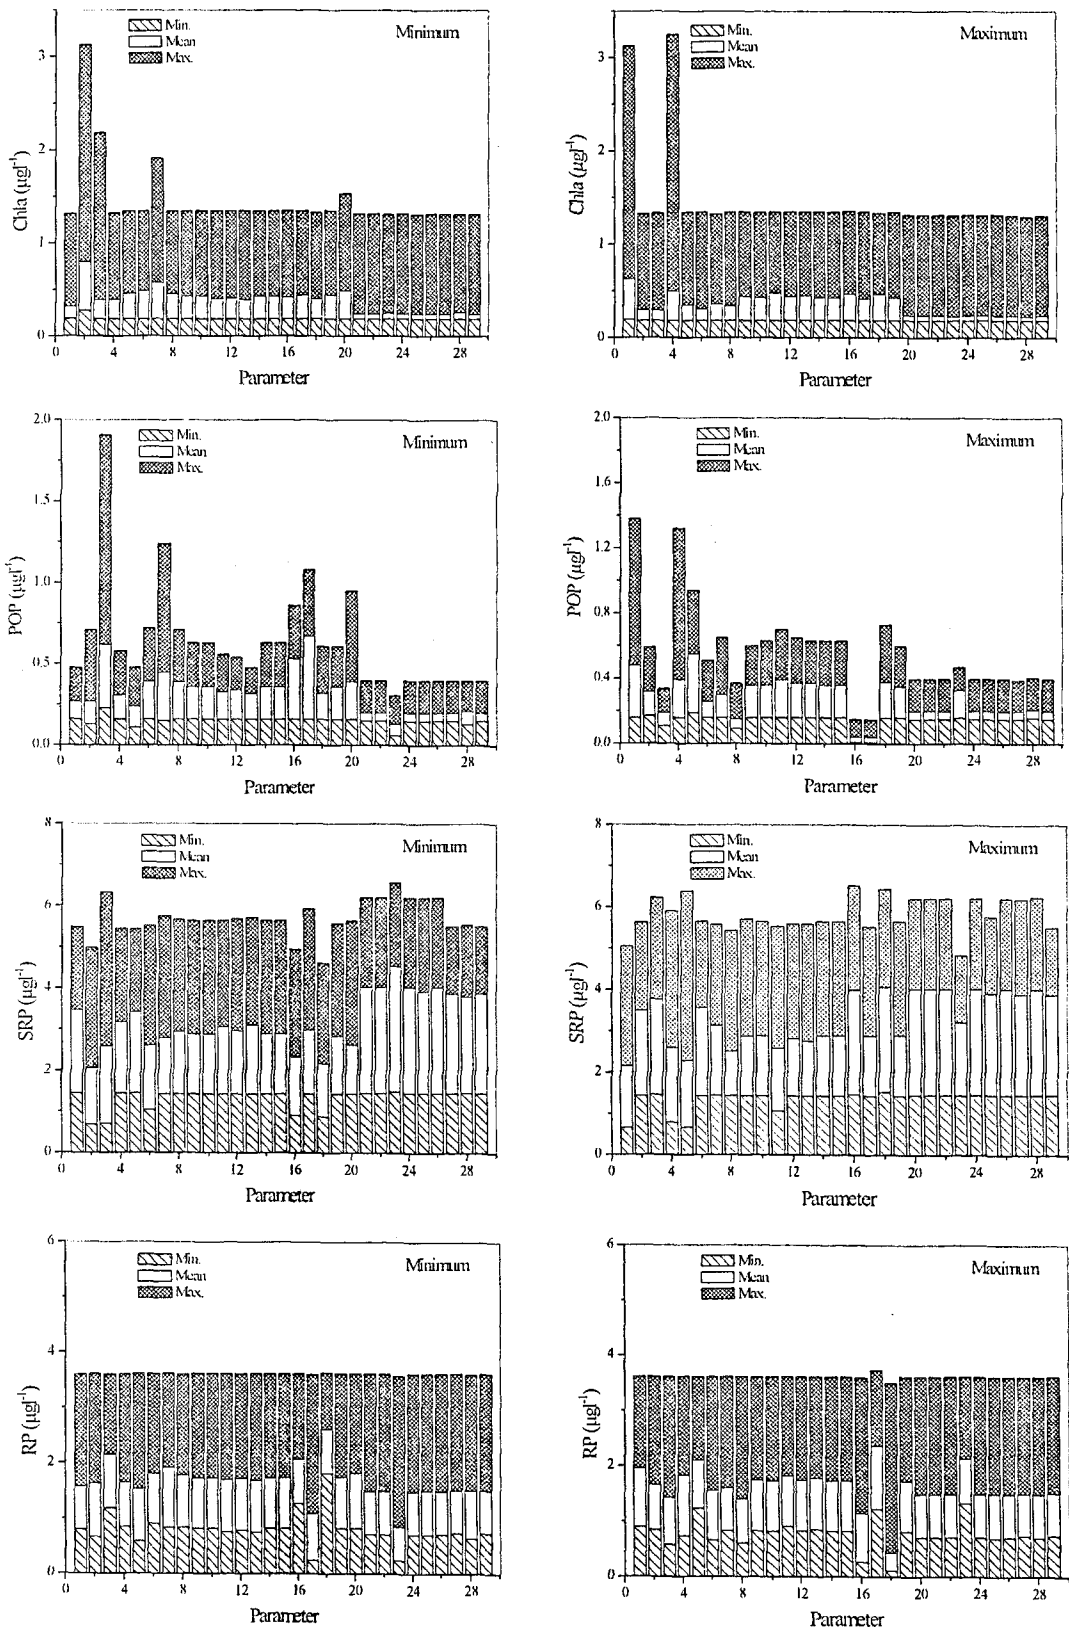 Min.
Mean
Max.
Minimum
Chla (µgl⁻¹)
3
2
1
0
0 4 8 12 16 20 24 28
Parameter
Min.
Mean
Max.
Maximum
Chla (µgl⁻¹)
3
2
1
0
0 4 8 12 16 20 24 28
Parameter
Min.
Mean
Max.
Minimum
POP (µgl⁻¹)
2.0
1.5
1.0
0.5
0.0
0 4 8 12 16 20 24 28
Parameter
Min.
Mean
Max.
Maximum
POP (µgl⁻¹)
2.0
1.6
1.2
0.8
0.4
0.0
0 4 8 12 16 20 24 28
Parameter
Min.
Mean
Max.
Minimum
SRP (µgl⁻¹)
8
6
4
2
0
0 4 8 12 16 20 24 28
Parameter
Min.
Mean
Max.
Maximum
SRP (µgl⁻¹)
8
6
4
2
0
0 4 8 12 16 20 24 28
Parameter
Min.
Mean
Max.
Minimum
RP (µgl⁻¹)
6
4
2
0
0 4 8 12 16 20 24 28
Parameter
Min.
Mean
Max.
Maximum
RP (µgl⁻¹)
6
4
2
0
0 4 8 12 16 20 24 28
Parameter